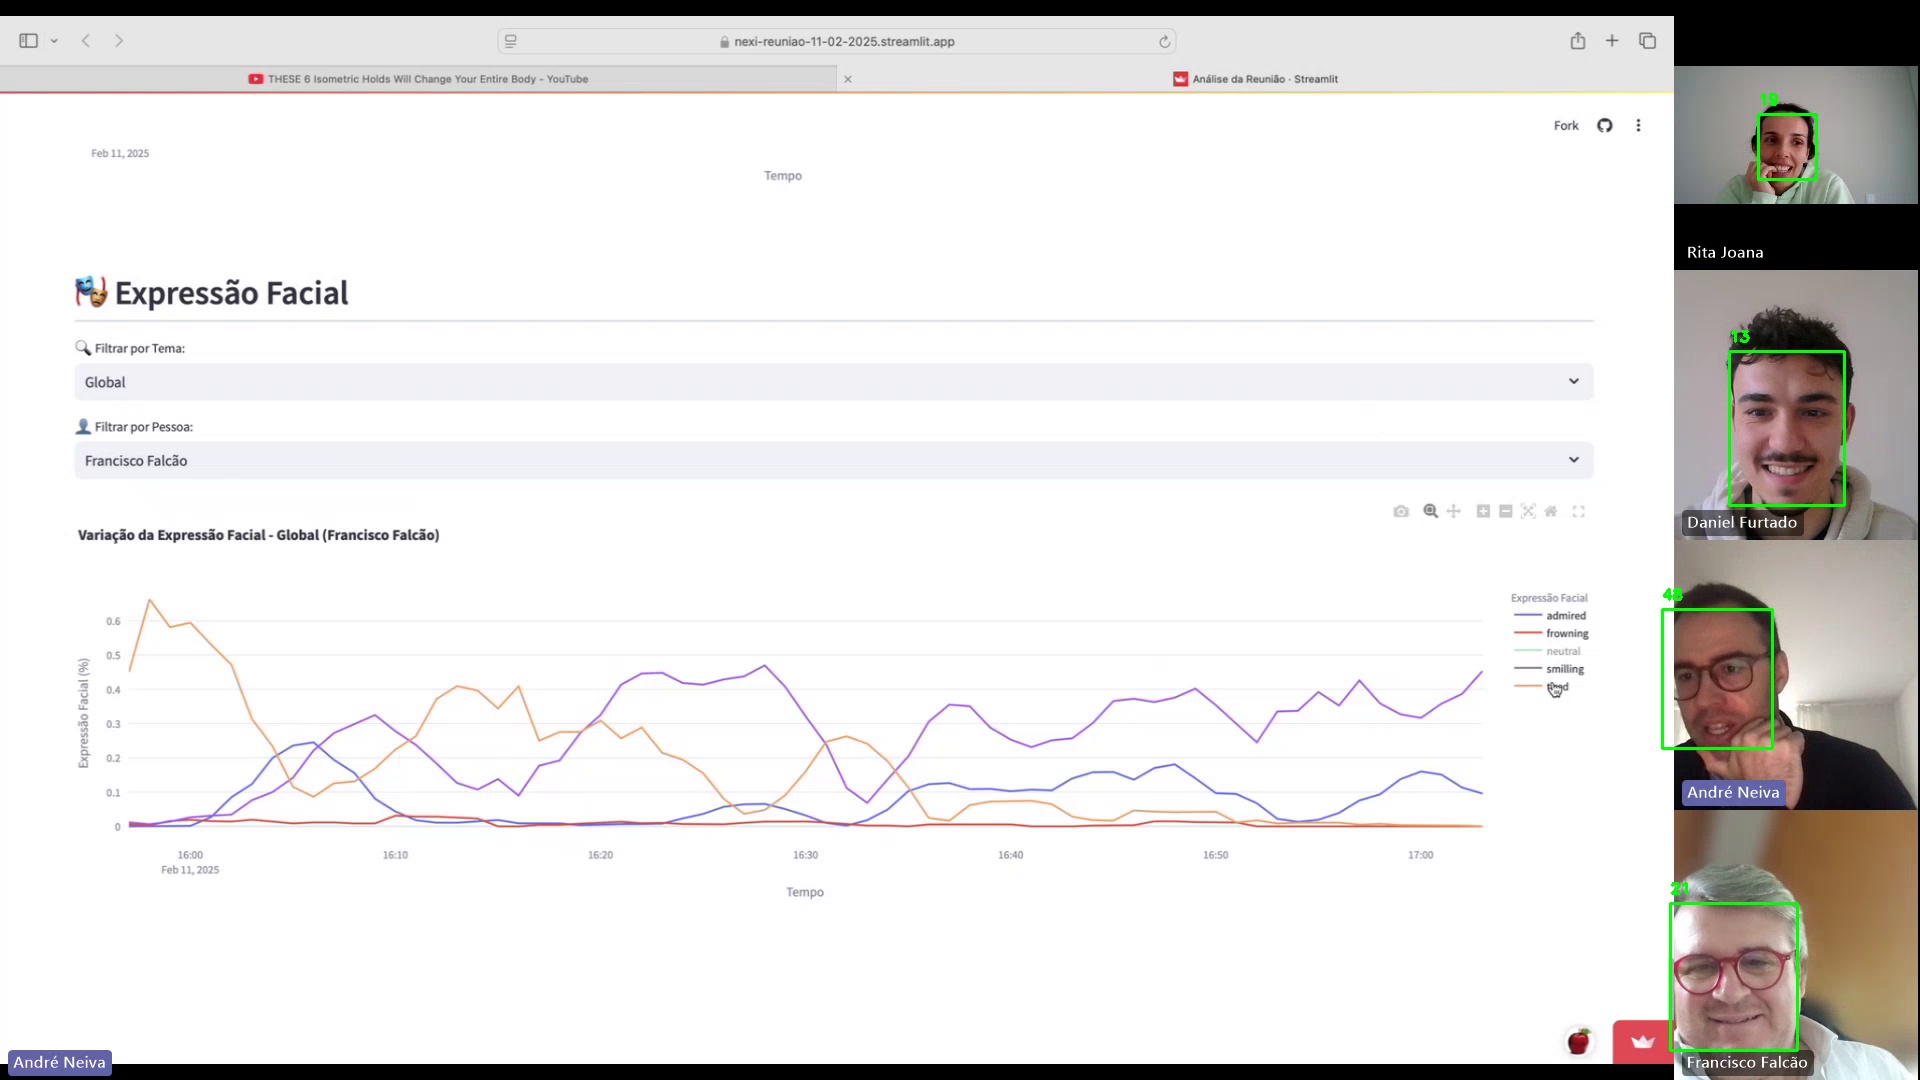 nexi-reuniao-11-02-2025.streamlit.app
THESE 6 Isometric Holds Will Change Your Entire Body - YouTube
Análise da Reunião · Streamlit
Fork
Feb 11, 2025
Tempo
Expressão Facial
Filtrar por Tema:
Global
Filtrar por Pessoa:
Francisco Falcão
Variação da Expressão Facial - Global (Francisco Falcão)
Expressão Facial (%)
0.6
0.5
0.4
0.3
0.2
0.1
0
16:00
16:10
16:20
16:30
16:40
16:50
17:00
Feb 11, 2025
Tempo
Expressão Facial
admired
frowning
neutral
smilling
André Neiva
19
Rita Joana
13
Daniel Furtado
48
André Neiva
21
Francisco Falcão